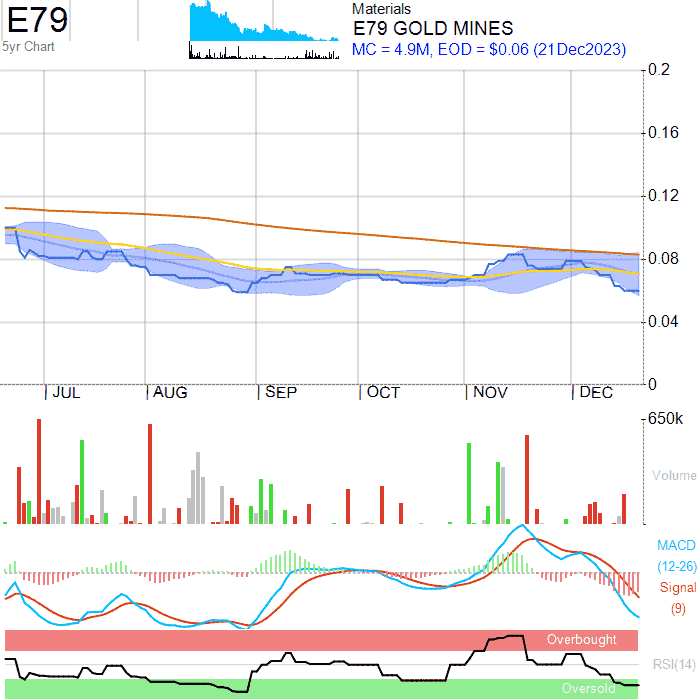 E79
5yr Chart
Materials
E79 GOLD MINES
MC = 4.9M, EOD = $0.06 (21Dec2023)
0.2
0.16
0.12
0.08
0.04
0
JUL AUG SEP OCT NOV DEC
650k
Volume
MACD
(12-26)
Signal
(9)
Overbought
RSI(14)
Oversold